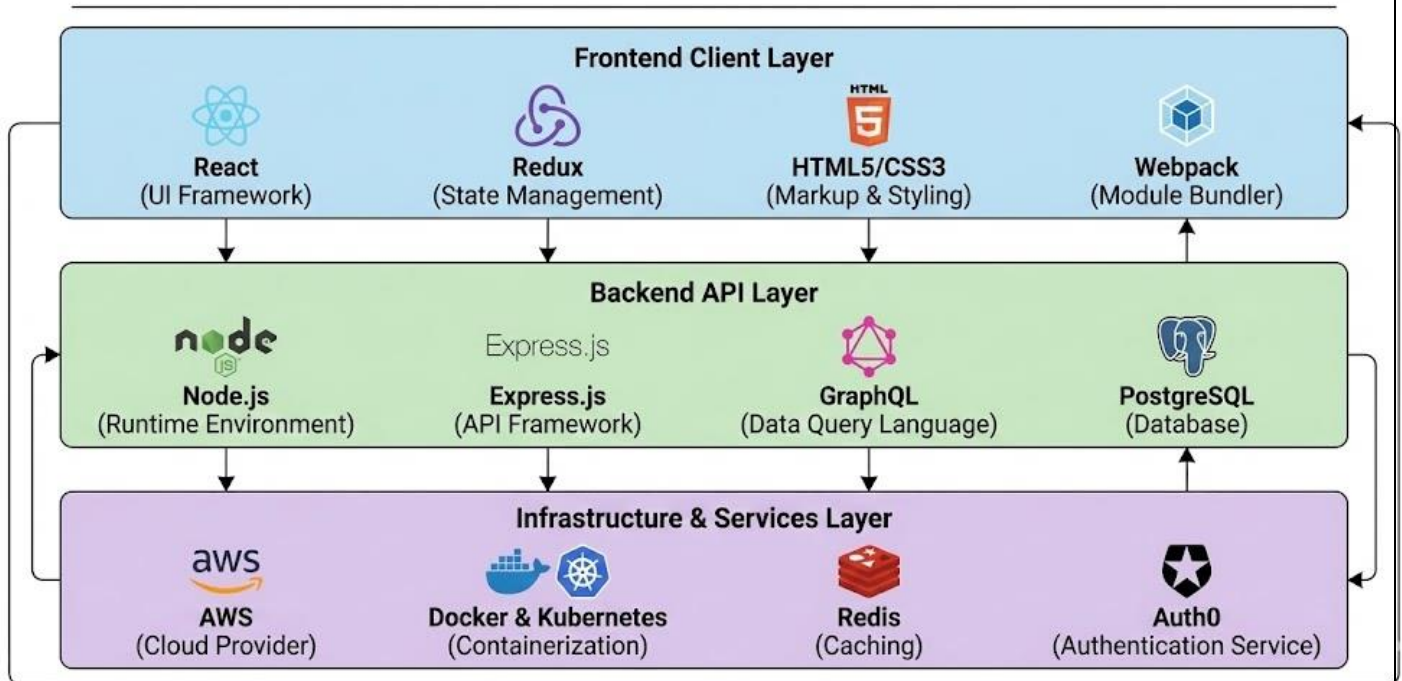 Frontend Client Layer
HTML
5
React
(UI Framework)
Redux
(State Management)
HTML5/CSS3
(Markup & Styling)
Webpack
(Module Bundler)
Backend API Layer
node
JS
Express.js
Node.js
(Runtime Environment)
Express.js
(API Framework)
GraphQL
(Data Query Language)
PostgreSQL
(Database)
Infrastructure & Services Layer
aws
AWS
(Cloud Provider)
Docker & Kubernetes
(Containerization)
Redis
(Caching)
Auth0
(Authentication Service)